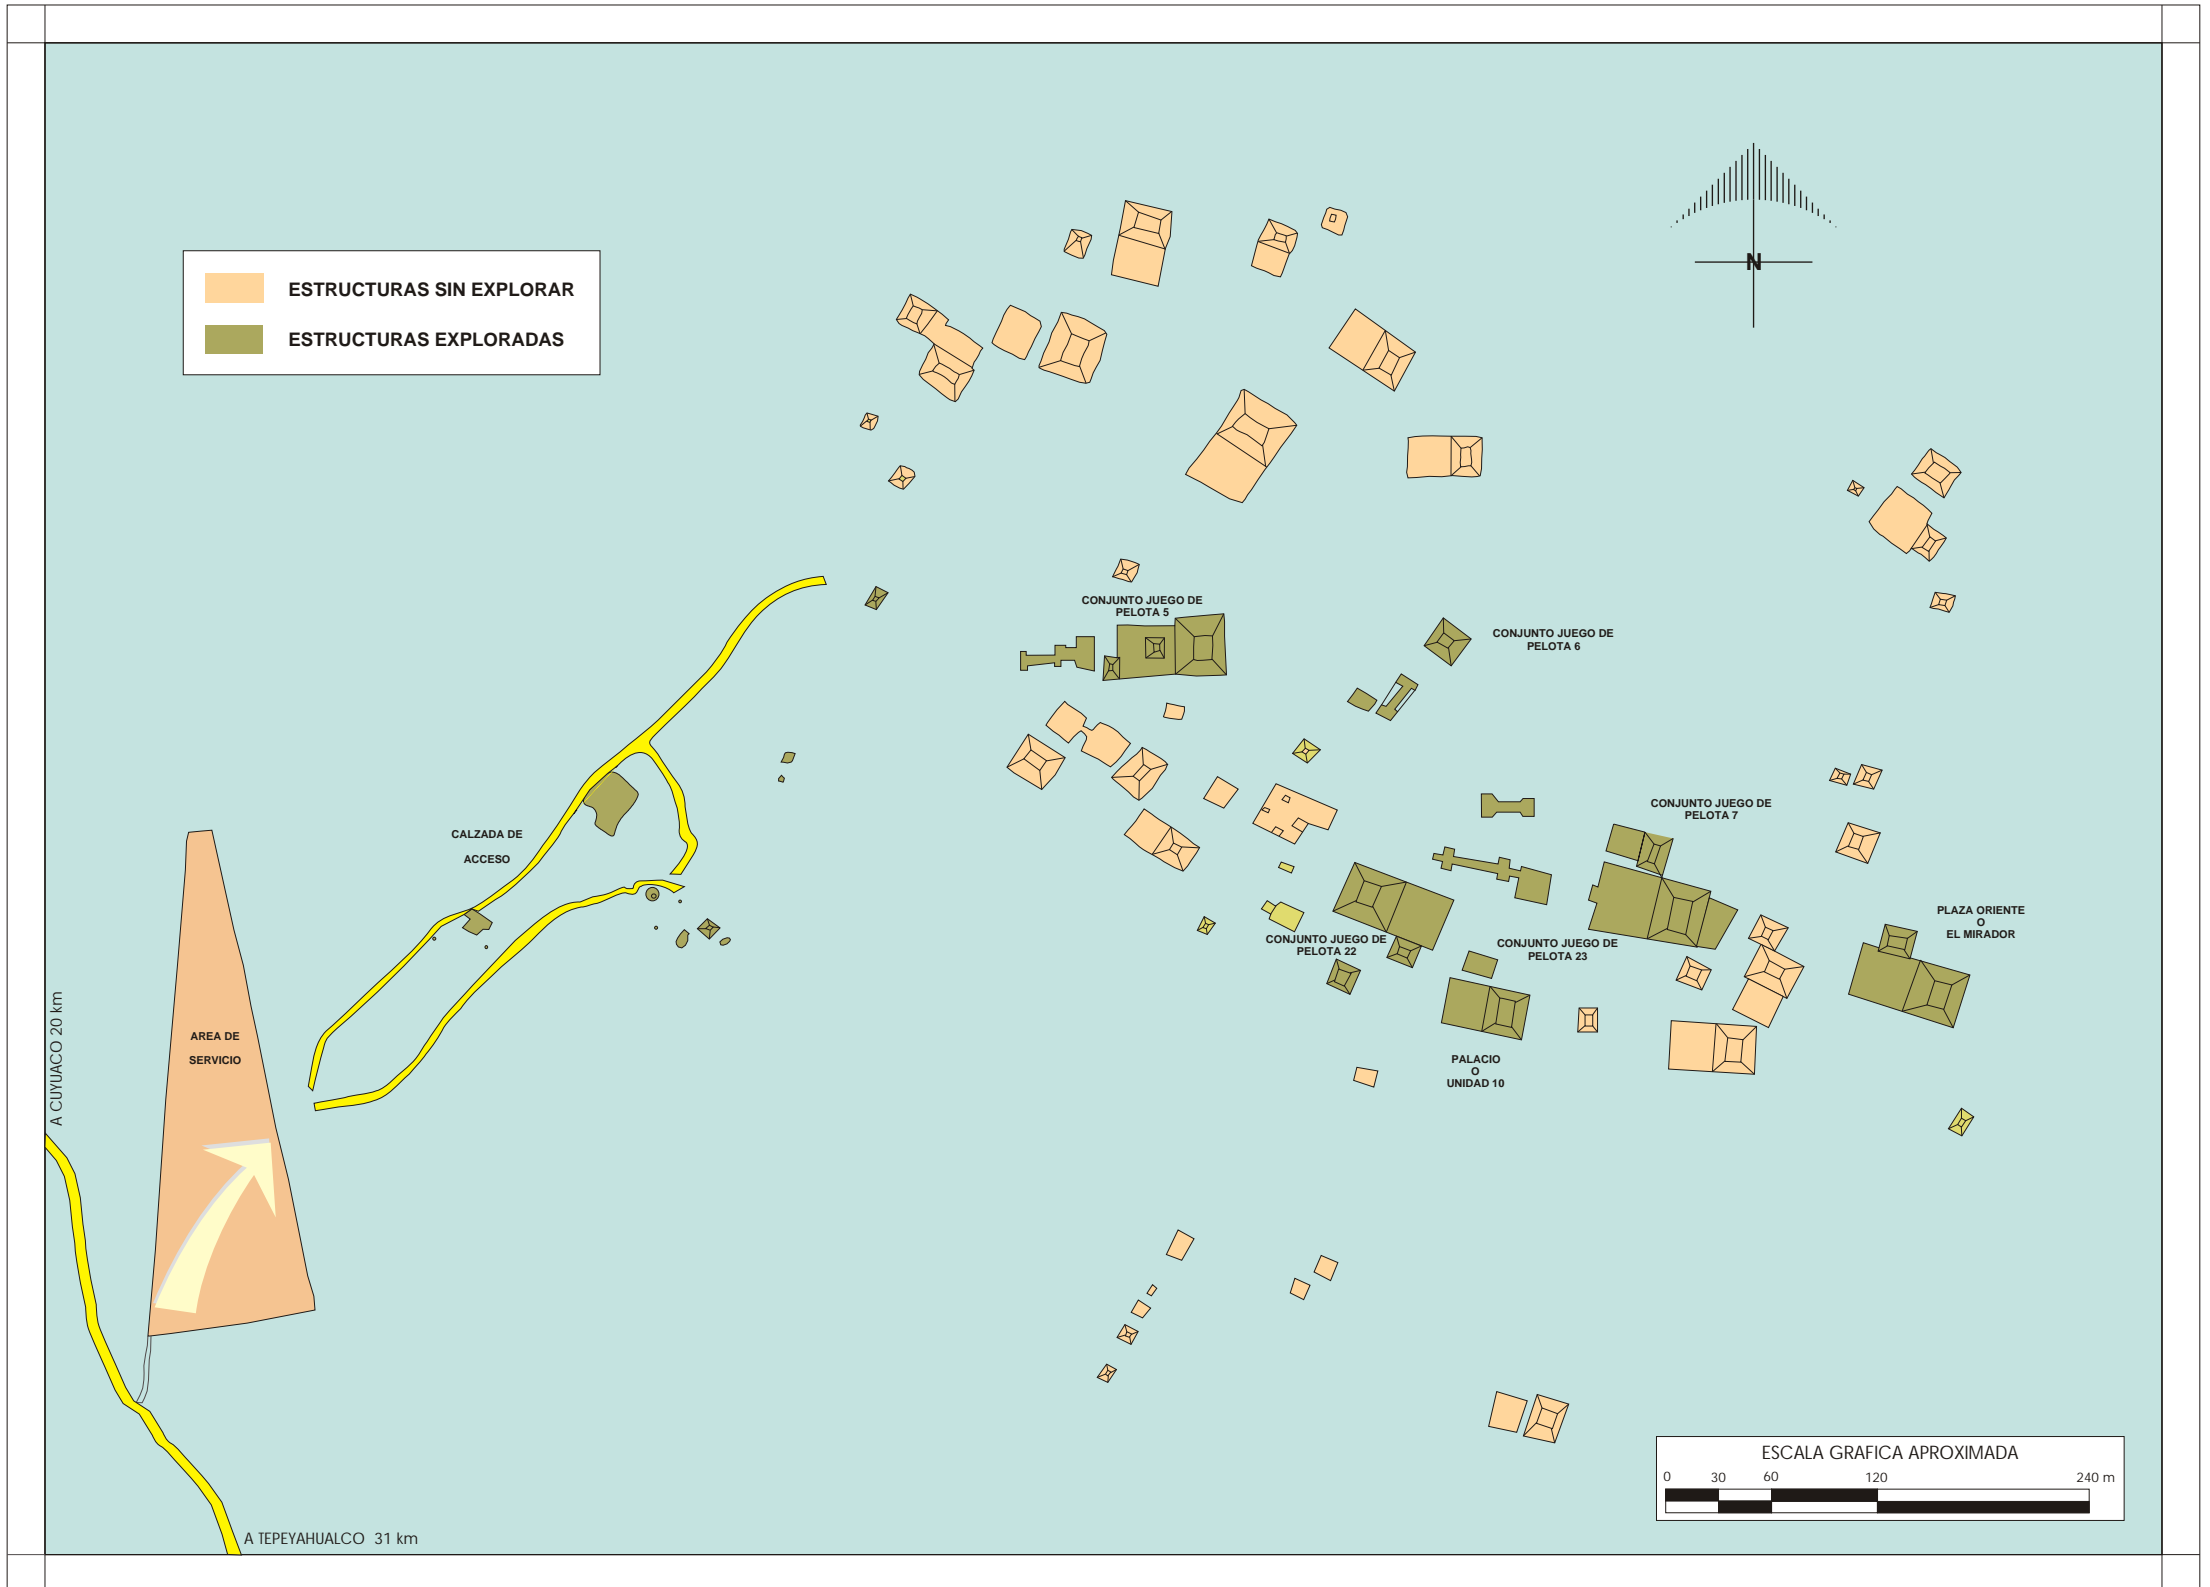 N
ESTRUCTURAS SIN EXPLORAR
ESTRUCTURAS EXPLORADAS
CONJUNTO JUEGO DE
PELOTA 5
CONJUNTO JUEGO DE
PELOTA 6
CONJUNTO JUEGO DE
PELOTA 7
CALZADA DE
ACCESO
PLAZA ORIENTE
O
EL MIRADOR
CONJUNTO JUEGO DE
PELOTA 22
CONJUNTO JUEGO DE
PELOTA 23
AREA DE
SERVICIO
PALACIO
O
UNIDAD 10
A CUYUACO 20 km
A TEPEYAHUALCO 31 km
ESCALA GRAFICA APROXIMADA
0 30 60 120 240 m